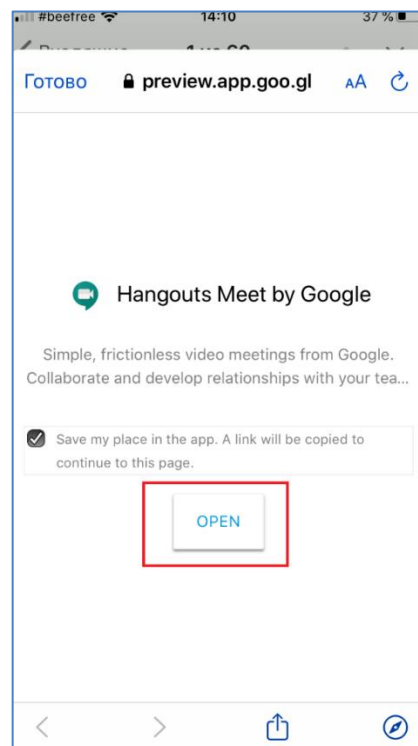 #beefree 14:10 37 %
Готово preview.app.goo.gl AA
Hangouts Meet by Google
Simple, frictionless video meetings from Google.
Collaborate and develop relationships with your tea...
Save my place in the app. A link will be copied to
continue to this page.
OPEN